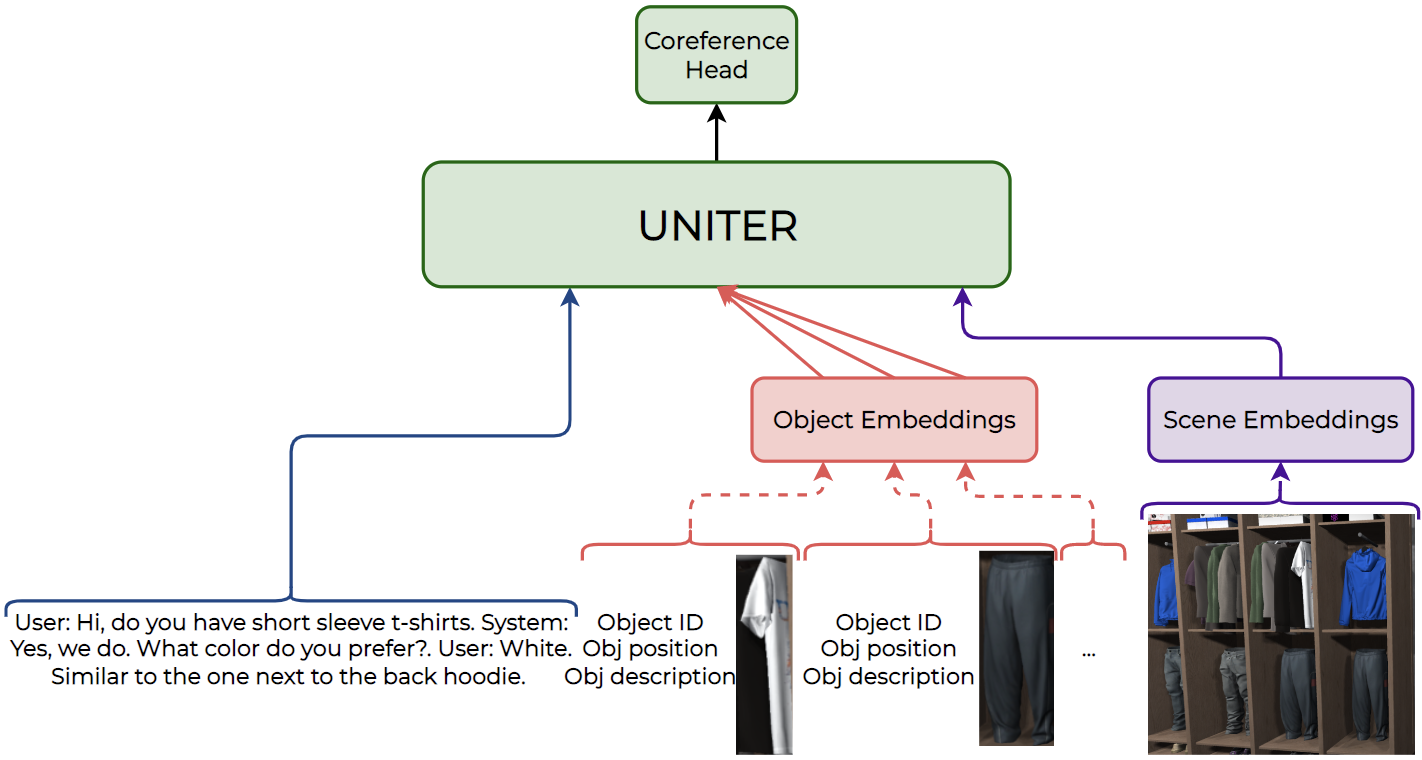 Coreference
Head
UNITER
Object Embeddings
Scene Embeddings
User: Hi, do you have short sleeve t-shirts. System:
Yes, we do. What color do you prefer?. User: White.
Similar to the one next to the back hoodie.
Object ID
Obj position
Obj description
Object ID
Obj position
Obj description
...